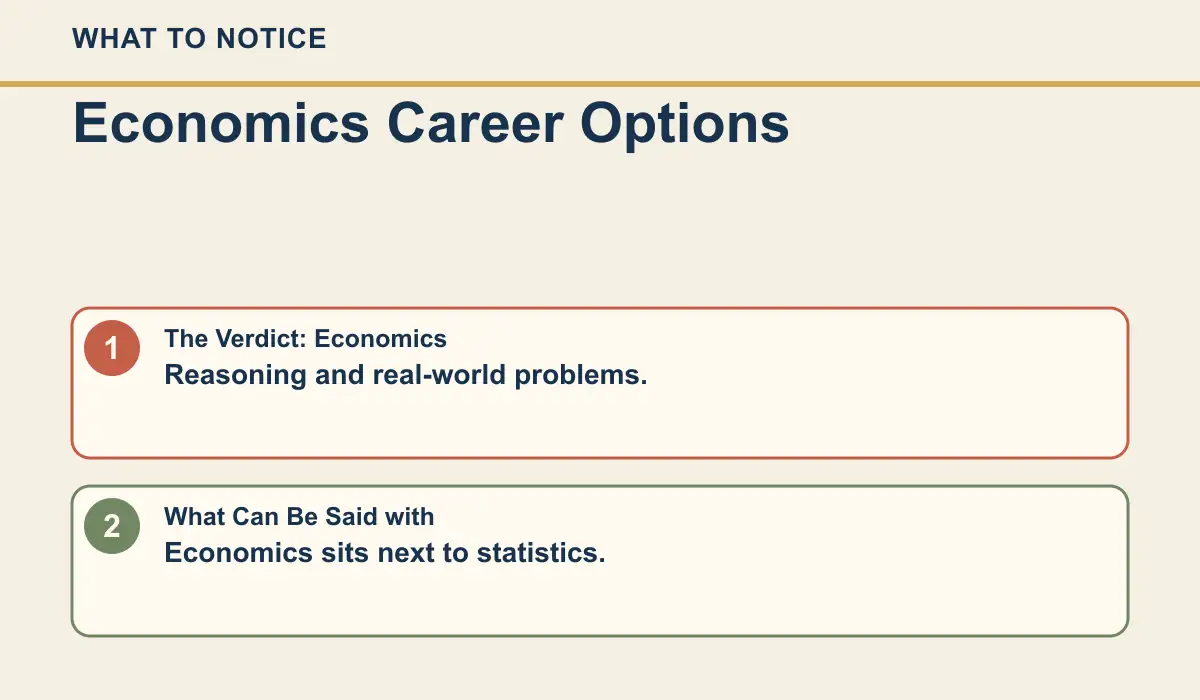 WHAT TO NOTICE
Economics Career Options
1
The Verdict: Economics
Reasoning and real-world problems.
2
What Can Be Said with
Economics sits next to statistics.